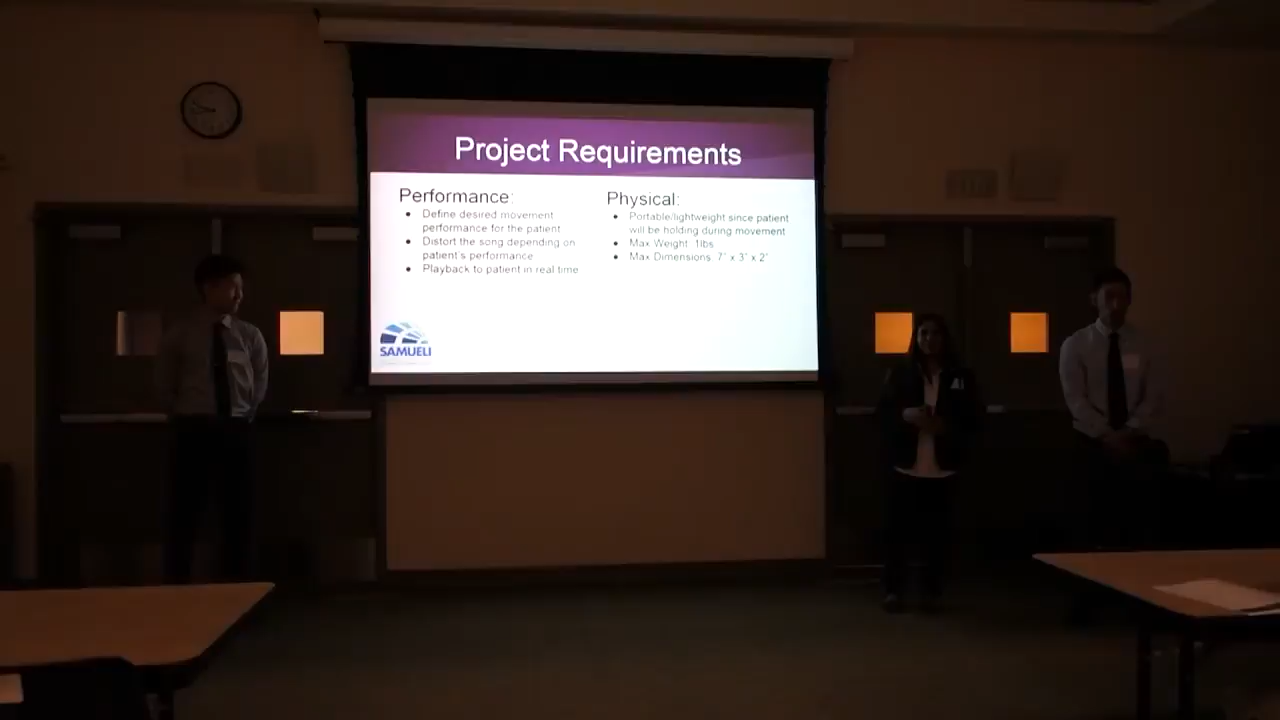 Project Requirements
Performance:
Define desired movement
performance for the patient
Distort the song depending on
patient's performance
Playback to patient in real time
Physical:
Portable/lightweight since patient
will be holding during movement
Max Weight: 1lbs
Max Dimensions: 7" x 3" x 2"
SAMUELI